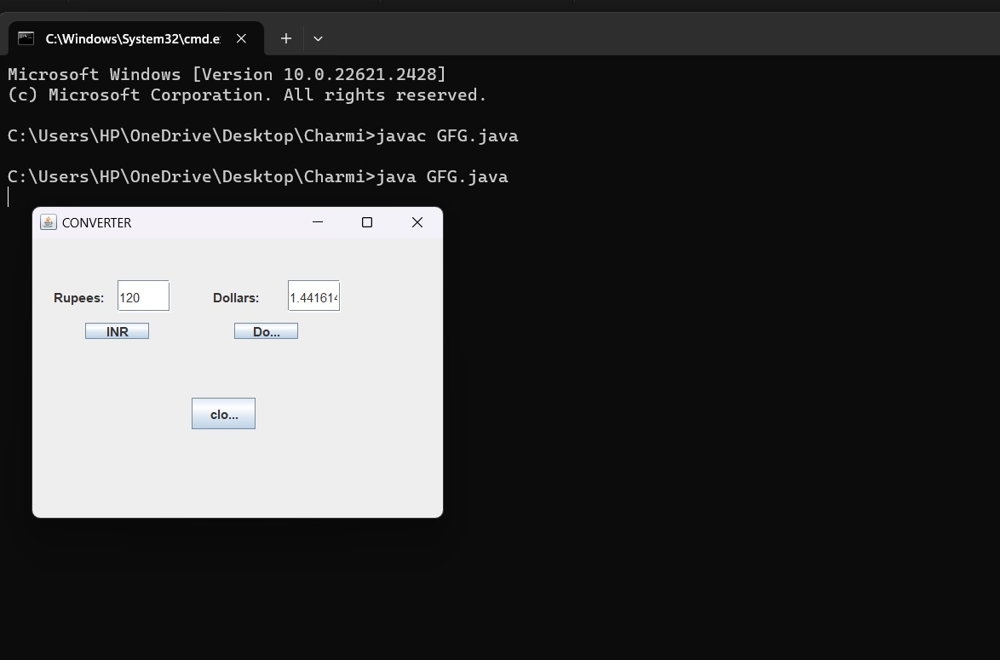 C:\Windows\System32\cmd.e
Microsoft Windows [Version 10.0.22621.2428]
(c) Microsoft Corporation. All rights reserved.
C:\Users\HP\OneDrive\Desktop\Charmi>javac GFG.java
C:\Users\HP\OneDrive\Desktop\Charmi>java GFG.java
CONVERTER
Rupees: 120 Dollars: 1.441614
INR Do...
clo...